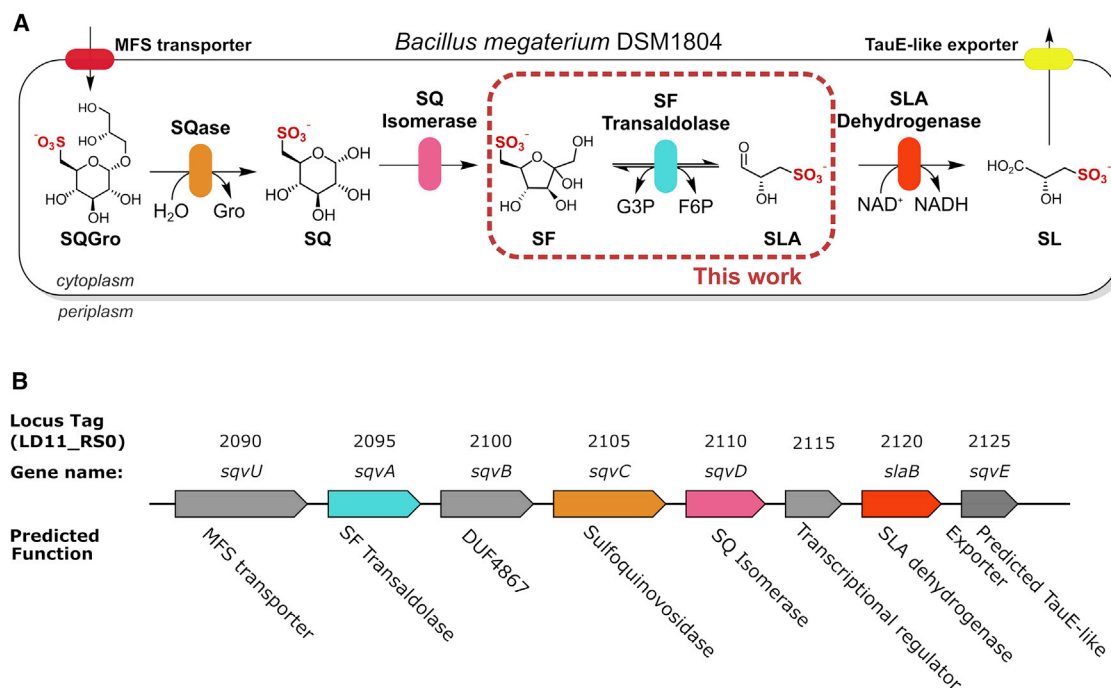 A
MFS transporter
Bacillus megaterium DSM1804
TauE-like exporter
SQase
SQ
Isomerase
SF
Transaldolase
SLA
Dehydrogenase
HO
HO
⁻O
SO₃
O
O
HO
HO
OH
H₂O
Gro
SQGro
SO₃⁻
O
OH
HO
OH
OH
SQ
SO₃⁻
O
OH
OH
HO
OH
SF
G3P
F6P
O
SO₃⁻
OH
SLA
NAD⁺
NADH
HO₂C
SO₃⁻
OH
SL
This work
cytoplasm
periplasm
B
Locus Tag
(LD11_RS0)
2090
2095
2100
2105
2110
2115
2120
2125
Gene name:
sqvU
sqvA
sqvB
sqvC
sqvD
slaB
sqvE
Predicted
Function
MFS transporter
SF Transaldolase
DUF4867
Sulfoquinovosidase
SQ Isomerase
Transcriptional regulator
SLA dehydrogenase
Predicted TauE-like
Exporter